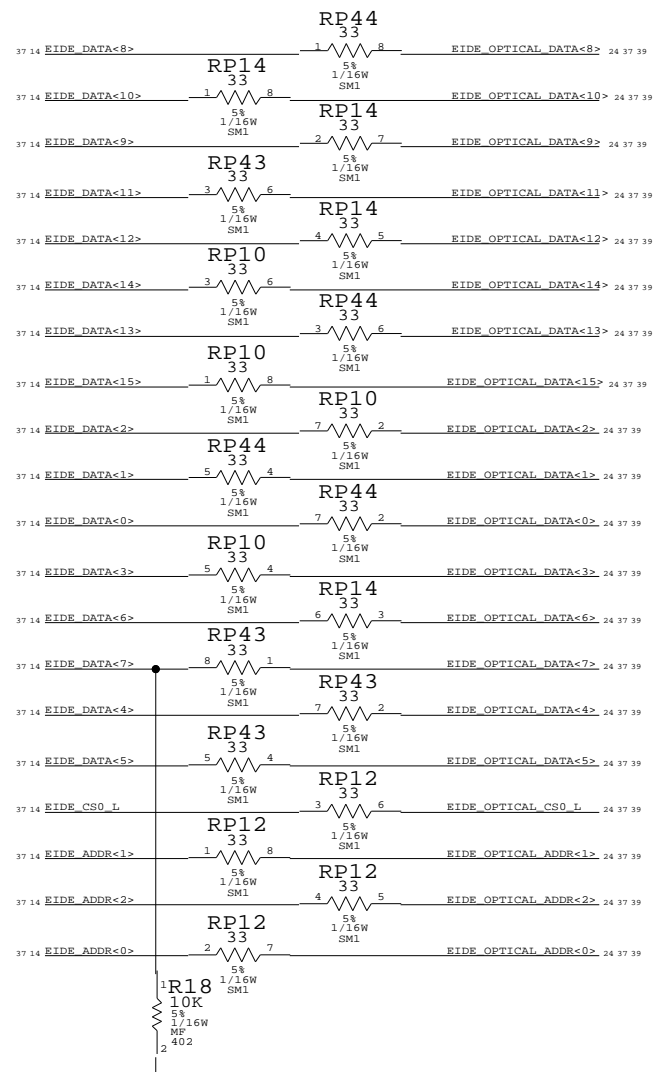 RP44
33
37 14 EIDE_DATA<8> 1 8 EIDE_OPTICAL_DATA<8> 24 37 39
5%
1/16W
SM1
RP14
33
37 14 EIDE_DATA<10> 1 8 EIDE_OPTICAL_DATA<10> 24 37 39
5%
1/16W
SM1
RP14
33
37 14 EIDE_DATA<9> 2 7 EIDE_OPTICAL_DATA<9> 24 37 39
5%
1/16W
SM1
RP43
33
37 14 EIDE_DATA<11> 3 6 EIDE_OPTICAL_DATA<11> 24 37 39
5%
1/16W
SM1
RP14
33
37 14 EIDE_DATA<12> 4 5 EIDE_OPTICAL_DATA<12> 24 37 39
5%
1/16W
SM1
RP10
33
37 14 EIDE_DATA<14> 3 6 EIDE_OPTICAL_DATA<14> 24 37 39
5%
1/16W
SM1
RP44
33
37 14 EIDE_DATA<13> 3 6 EIDE_OPTICAL_DATA<13> 24 37 39
5%
1/16W
SM1
RP10
33
37 14 EIDE_DATA<15> 1 8 EIDE_OPTICAL_DATA<15> 24 37 39
5%
1/16W
SM1
RP10
33
37 14 EIDE_DATA<2> 7 2 EIDE_OPTICAL_DATA<2> 24 37 39
5%
1/16W
SM1
RP44
33
37 14 EIDE_DATA<1> 5 4 EIDE_OPTICAL_DATA<1> 24 37 39
5%
1/16W
SM1
RP44
33
37 14 EIDE_DATA<0> 7 2 EIDE_OPTICAL_DATA<0> 24 37 39
5%
1/16W
SM1
RP10
33
37 14 EIDE_DATA<3> 5 4 EIDE_OPTICAL_DATA<3> 24 37 39
5%
1/16W
SM1
RP14
33
37 14 EIDE_DATA<6> 6 3 EIDE_OPTICAL_DATA<6> 24 37 39
5%
1/16W
SM1
RP43
33
37 14 EIDE_DATA<7> 8 1 EIDE_OPTICAL_DATA<7> 24 37 39
5%
1/16W
SM1
RP43
33
37 14 EIDE_DATA<4> 7 2 EIDE_OPTICAL_DATA<4> 24 37 39
5%
1/16W
SM1
RP43
33
37 14 EIDE_DATA<5> 5 4 EIDE_OPTICAL_DATA<5> 24 37 39
5%
1/16W
SM1
RP12
33
37 14 EIDE_CS0_L 3 6 EIDE_OPTICAL_CS0_L 24 37 39
5%
1/16W
SM1
RP12
33
37 14 EIDE_ADDR<1> 1 8 EIDE_OPTICAL_ADDR<1> 24 37 39
5%
1/16W
SM1
RP12
33
37 14 EIDE_ADDR<2> 4 5 EIDE_OPTICAL_ADDR<2> 24 37 39
5%
1/16W
SM1
RP12
33
37 14 EIDE_ADDR<0> 2 7 EIDE_OPTICAL_ADDR<0> 24 37 39
5%
1/16W
SM1
1 R18
10K
5%
1/16W
MF
402
2